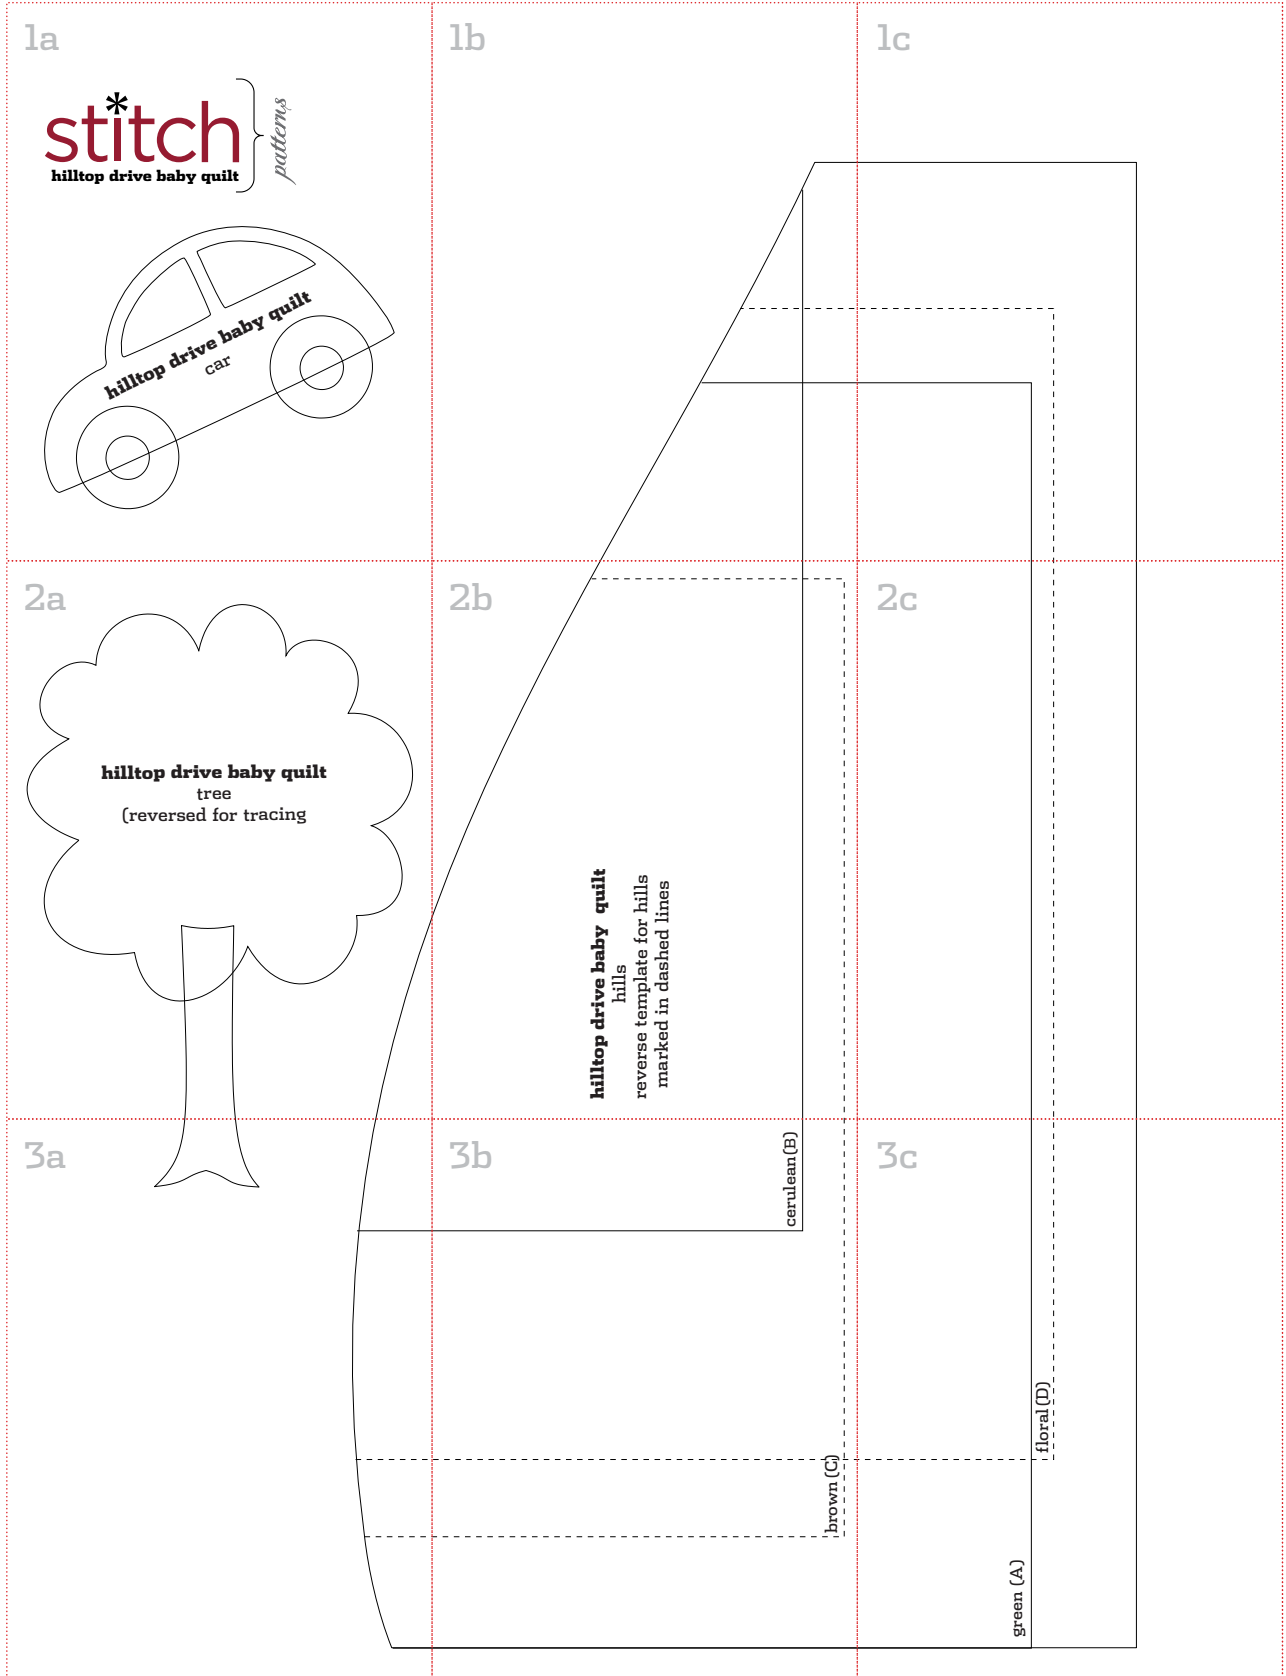 1a
1b
1c
stitch
patterns
hilltop drive baby quilt
hilltop drive baby quilt
car
2a
2b
2c
hilltop drive baby quilt
tree
(reversed for tracing
hilltop drive baby quilt
hills
reverse template for hills
marked in dashed lines
3a
3b
3c
cerulean(B)
floral (D)
brown (C)
green (A)